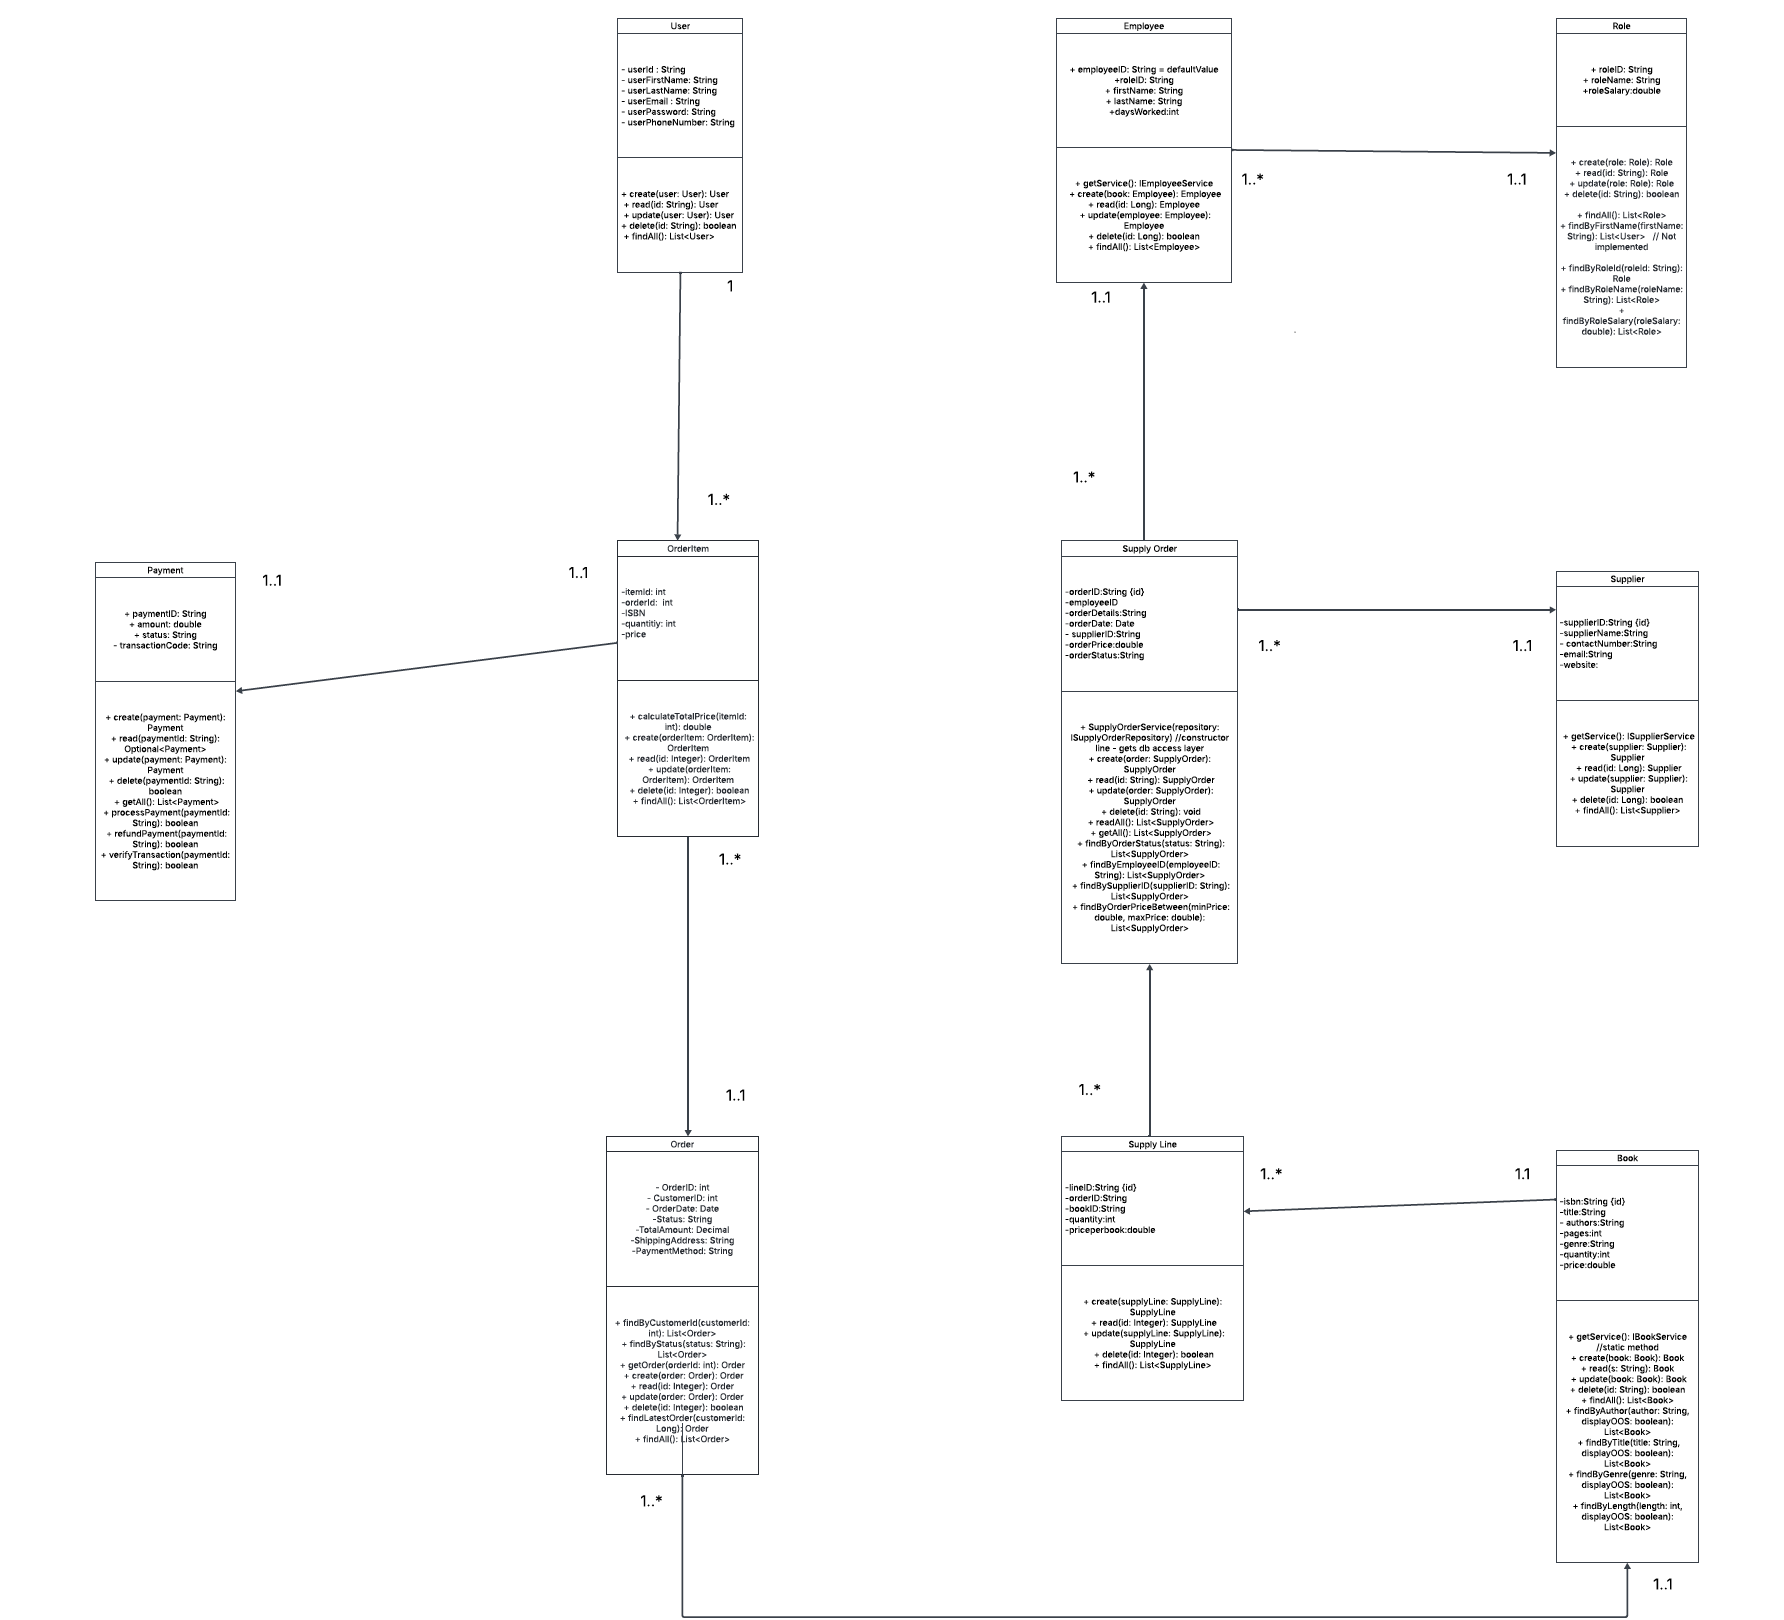 User
- userId : String
- userFirstName: String
- userLastName: String
- userEmail : String
- userPassword: String
- userPhoneNumber: String
+ create(user: User): User
+ read(id: String): User
+ update(user: User): User
+ delete(id: String): boolean
+ findAll(): List<User>
1
1..*
Employee
+ employeeID: String = defaultValue
+roleID: String
+ firstName: String
+ lastName: String
+daysWorked:int
+ getService(): IEmployeeService
+ create(book: Employee): Employee
+ read(id: Long): Employee
+ update(employee: Employee):
Employee
+ delete(id: Long): boolean
+ findAll(): List<Employee>
1..*
1..1
1..1
1..*
Role
+ roleID: String
+ roleName: String
+roleSalary:double
+ create(role: Role): Role
+ read(id: String): Role
+ update(role: Role): Role
+ delete(id: String): boolean
+ findAll(): List<Role>
+ findByFirstName(firstName:
String): List<User> // Not
implemented
+ findByRoleId(roleId: String):
Role
+ findByRoleName(roleName:
String): List<Role>
+
findByRoleSalary(roleSalary:
double): List<Role>
Payment
+ paymentID: String
+ amount: double
+ status: String
- transactionCode: String
+ create(payment: Payment):
Payment
+ read(paymentId: String):
Optional<Payment>
+ update(payment: Payment):
Payment
+ delete(paymentId: String):
boolean
+ getAll(): List<Payment>
+ processPayment(paymentId:
String): boolean
+ refundPayment(paymentId:
String): boolean
+ verifyTransaction(paymentId:
String): boolean
1..1
1..1
OrderItem
-itemId: int
-orderId: int
-ISBN
-quantitiy: int
-price
+ calculateTotalPrice(itemId:
int): double
+ create(orderItem: OrderItem):
OrderItem
+ read(id: Integer): OrderItem
+ update(orderItem:
OrderItem): OrderItem
+ delete(id: Integer): boolean
+ findAll(): List<OrderItem>
1..*
1..1
Supply Order
-orderID:String {id}
-employeeID
-orderDetails:String
-orderDate: Date
- supplierID:String
-orderPrice:double
-orderStatus:String
+ SupplyOrderService(repository:
ISupplyOrderRepository) //constructor
line - gets db access layer
+ create(order: SupplyOrder):
SupplyOrder
+ read(id: String): SupplyOrder
+ update(order: SupplyOrder):
SupplyOrder
+ delete(id: String): void
+ readAll(): List<SupplyOrder>
+ getAll(): List<SupplyOrder>
+ findByOrderStatus(status: String):
List<SupplyOrder>
+ findByEmployeeID(employeeID:
String): List<SupplyOrder>
+ findBySupplierID(supplierID: String):
List<SupplyOrder>
+ findByOrderPriceBetween(minPrice:
double, maxPrice: double):
List<SupplyOrder>
1..*
1..1
1..*
Supplier
-supplierID:String {id}
-supplierName:String
- contactNumber:String
-email:String
-website:
+ getService(): ISupplierService
+ create(supplier: Supplier):
Supplier
+ read(id: Long): Supplier
+ update(supplier: Supplier):
Supplier
+ delete(id: Long): boolean
+ findAll(): List<Supplier>
Order
- OrderID: int
- CustomerID: int
- OrderDate: Date
-Status: String
-TotalAmount: Decimal
-ShippingAddress: String
-PaymentMethod: String
+ findByCustomerId(customerId:
int): List<Order>
+ findByStatus(status: String):
List<Order>
+ getOrder(orderId: int): Order
+ create(order: Order): Order
+ read(id: Integer): Order
+ update(order: Order): Order
+ delete(id: Integer): boolean
+ findLatestOrder(customerId:
Long): Order
+ findAll(): List<Order>
1..*
Supply Line
-lineID:String {id}
-orderID:String
-bookID:String
-quantity:int
-priceperbook:double
+ create(supplyLine: SupplyLine):
SupplyLine
+ read(id: Integer): SupplyLine
+ update(supplyLine: SupplyLine):
SupplyLine
+ delete(id: Integer): boolean
+ findAll(): List<SupplyLine>
1..*
1.1
Book
-isbn:String {id}
-title:String
- authors:String
-pages:int
-genre:String
-quantity:int
-price:double
+ getService(): IBookService
//static method
+ create(book: Book): Book
+ read(s: String): Book
+ update(book: Book): Book
+ delete(id: String): boolean
+ findAll(): List<Book>
+ findByAuthor(author: String,
displayOOS: boolean):
List<Book>
+ findByTitle(title: String,
displayOOS: boolean):
List<Book>
+ findByGenre(genre: String,
displayOOS: boolean):
List<Book>
+ findByLength(length: int,
displayOOS: boolean):
List<Book>
1..1